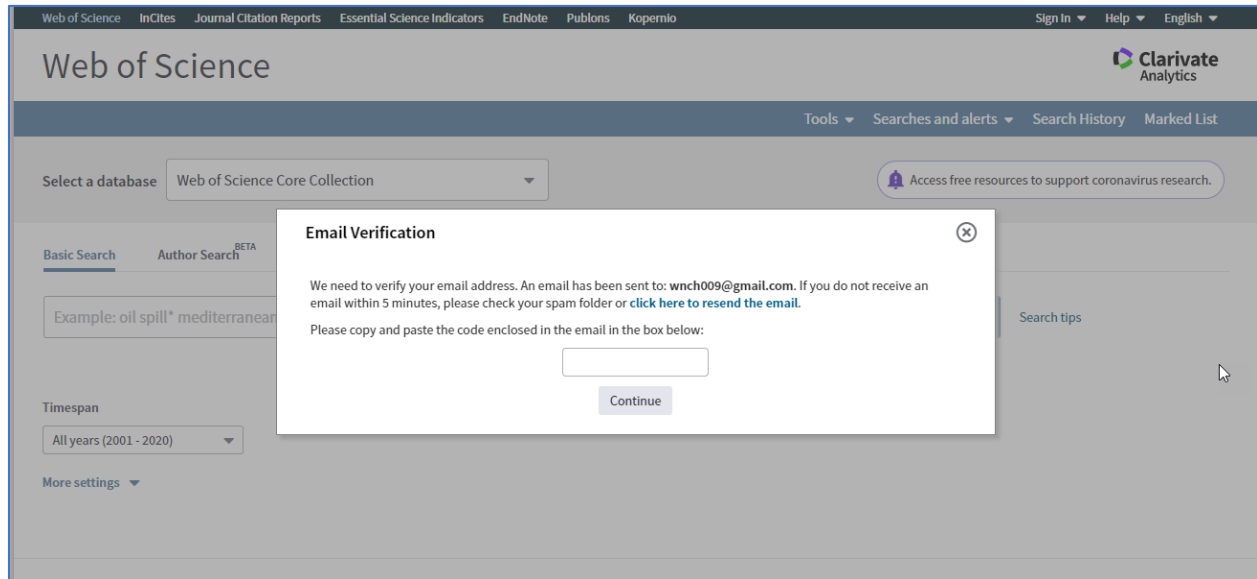 Web of Science InCites Journal Citation Reports Essential Science Indicators EndNote Publons Kopernio Sign In Help English
Web of Science
Clarivate
Analytics
Tools Searches and alerts Search History Marked List
Select a database Web of Science Core Collection
Access free resources to support coronavirus research.
Email Verification
We need to verify your email address. An email has been sent to: wnch009@gmail.com. If you do not receive an
email within 5 minutes, please check your spam folder or click here to resend the email.
Please copy and paste the code enclosed in the email in the box below:
Continue
Basic Search Author Search BETA
Example: oil spill* mediterranean
Search tips
Timespan
All years (2001 - 2020)
More settings